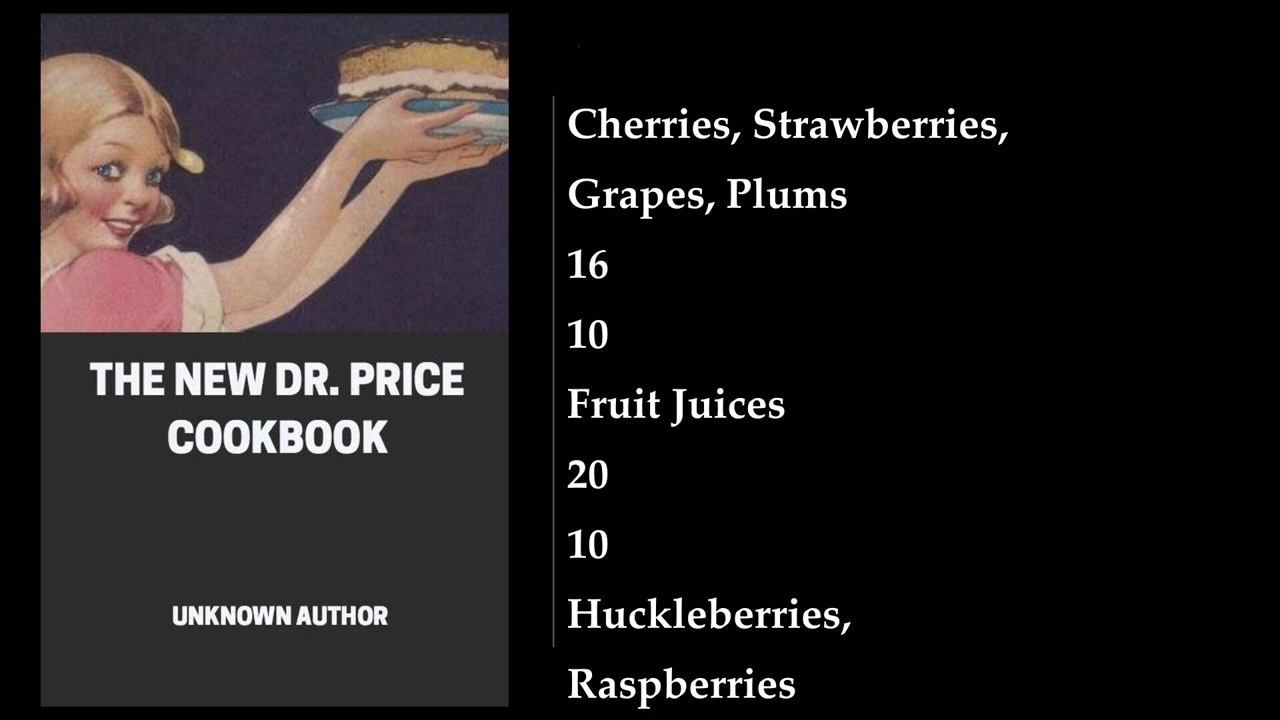 THE NEW DR. PRICE
COOKBOOK
UNKNOWN AUTHOR
Cherries, Strawberries,
Grapes, Plums
16
10
Fruit Juices
20
10
Huckleberries,
Raspberries